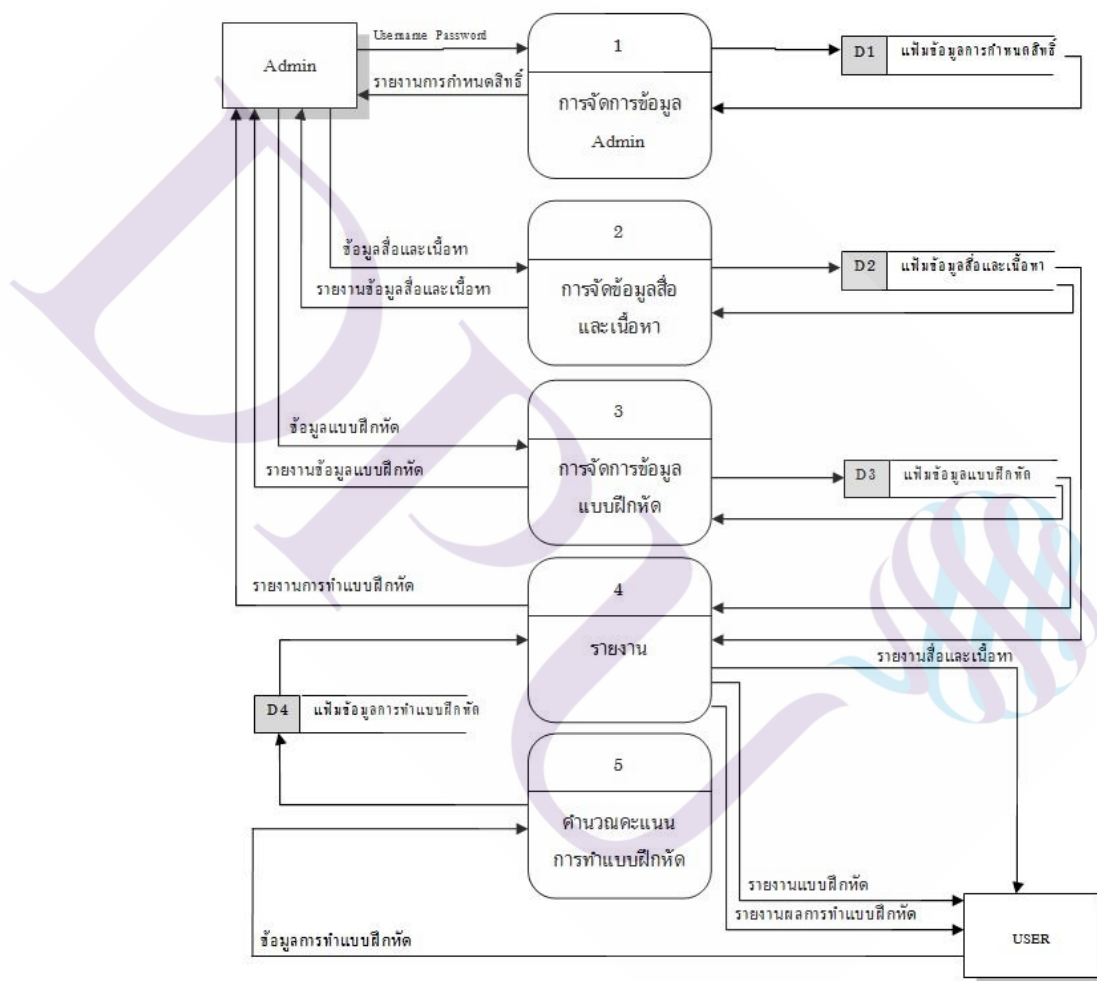 Admin
Username Password
รายงานการกำหนดสิทธิ์
1
การจัดการข้อมูล
Admin
D1
แฟ้มข้อมูลการกำหนดสิทธิ์
ข้อมูลสื่อและเนื้อหา
รายงานข้อมูลสื่อและเนื้อหา
2
การจัดข้อมูลสื่อ
และเนื้อหา
D2
แฟ้มข้อมูลสื่อและเนื้อหา
ข้อมูลแบบฝึกหัด
รายงานข้อมูลแบบฝึกหัด
3
การจัดการข้อมูล
แบบฝึกหัด
D3
แฟ้มข้อมูลแบบฝึกหัด
รายงานการทำแบบฝึกหัด
4
รายงาน
รายงานสื่อและเนื้อหา
D4
แฟ้มข้อมูลการทำแบบฝึกหัด
5
คำนวณคะแนน
การทำแบบฝึกหัด
รายงานแบบฝึกหัด
รายงานผลการทำแบบฝึกหัด
ข้อมูลการทำแบบฝึกหัด
USER
DPU